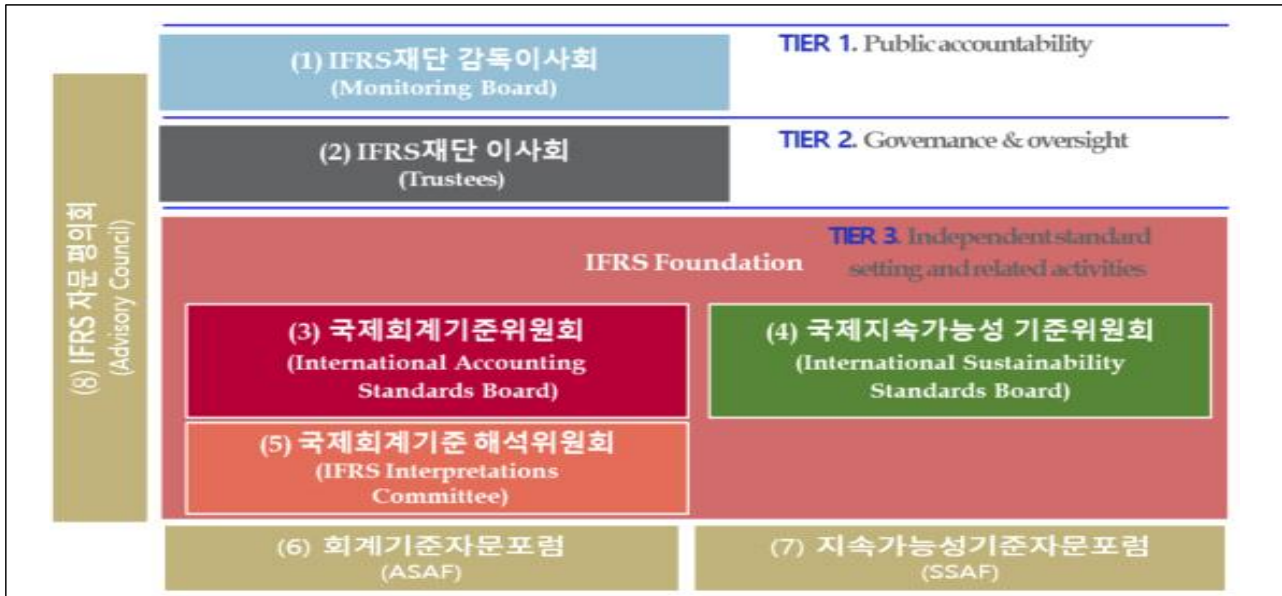 (1) IFRS재단 감독이사회
(Monitoring Board)
TIER 1. Public accountability
(2) IFRS재단 이사회
(Trustees)
TIER 2. Governance & oversight
(8) IFRS 자문 평의회
(Advisory Council)
TIER 3. Independent standard
setting and related activities
IFRS Foundation
(3) 국제회계기준위원회
(International Accounting
Standards Board)
(4) 국제지속가능성 기준위원회
(International Sustainability
Standards Board)
(5) 국제회계기준 해석위원회
(IFRS Interpretations
Committee)
(6) 회계기준자문포럼
(ASAF)
(7) 지속가능성기준자문포럼
(SSAF)